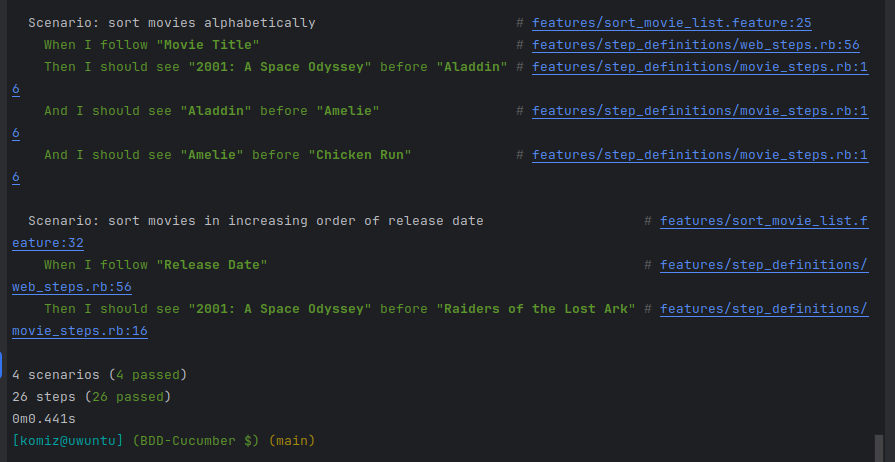 Scenario: sort movies alphabetically # features/sort_movie_list.feature:25
When I follow "Movie Title" # features/step_definitions/web_steps.rb:56
Then I should see "2001: A Space Odyssey" before "Aladdin" # features/step_definitions/movie_steps.rb:1
6
And I should see "Aladdin" before "Amelie" # features/step_definitions/movie_steps.rb:1
6
And I should see "Amelie" before "Chicken Run" # features/step_definitions/movie_steps.rb:1
6
Scenario: sort movies in increasing order of release date # features/sort_movie_list.f
eature:32
When I follow "Release Date" # features/step_definitions/
web_steps.rb:56
Then I should see "2001: A Space Odyssey" before "Raiders of the Lost Ark" # features/step_definitions/
movie_steps.rb:16
4 scenarios (4 passed)
26 steps (26 passed)
0m0.441s
[komiz@uwuntu] (BDD-Cucumber $) (main)